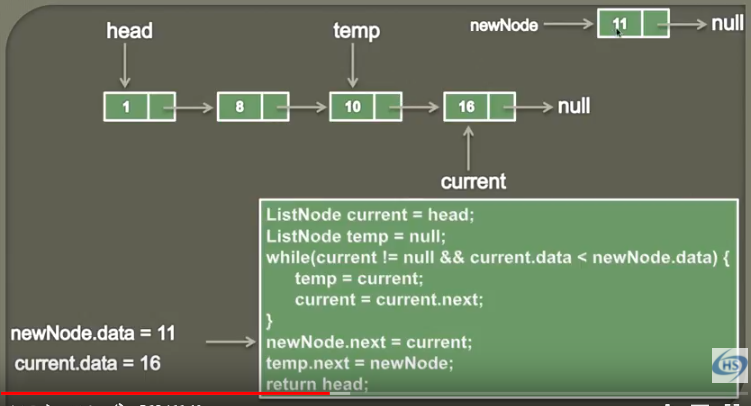 newNode 11 null
head temp
1 8 10 16 null
current
ListNode current = head;
ListNode temp = null;
while(current != null && current.data < newNode.data) {
temp = current;
current = current.next;
}
newNode.data = 11
newNode.next = current;
current.data = 16
temp.next = newNode;
return head;
HS